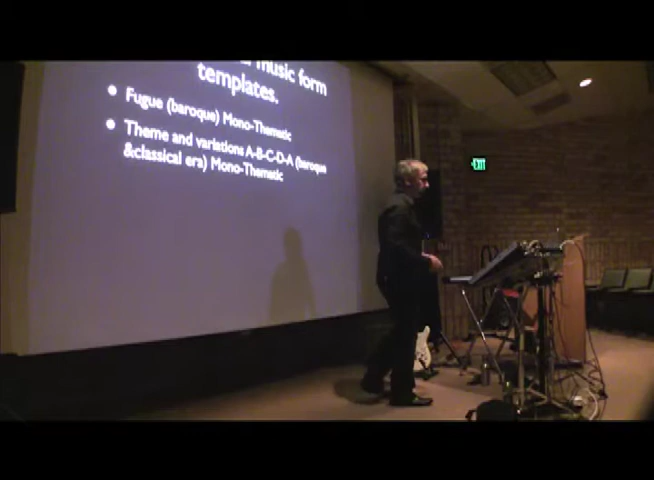 music form
templates.
• Fugue (baroque) Mono-Thematic
• Theme and variations A-B-C-D-A (baroque
&classical era) Mono-Thematic
EXIT